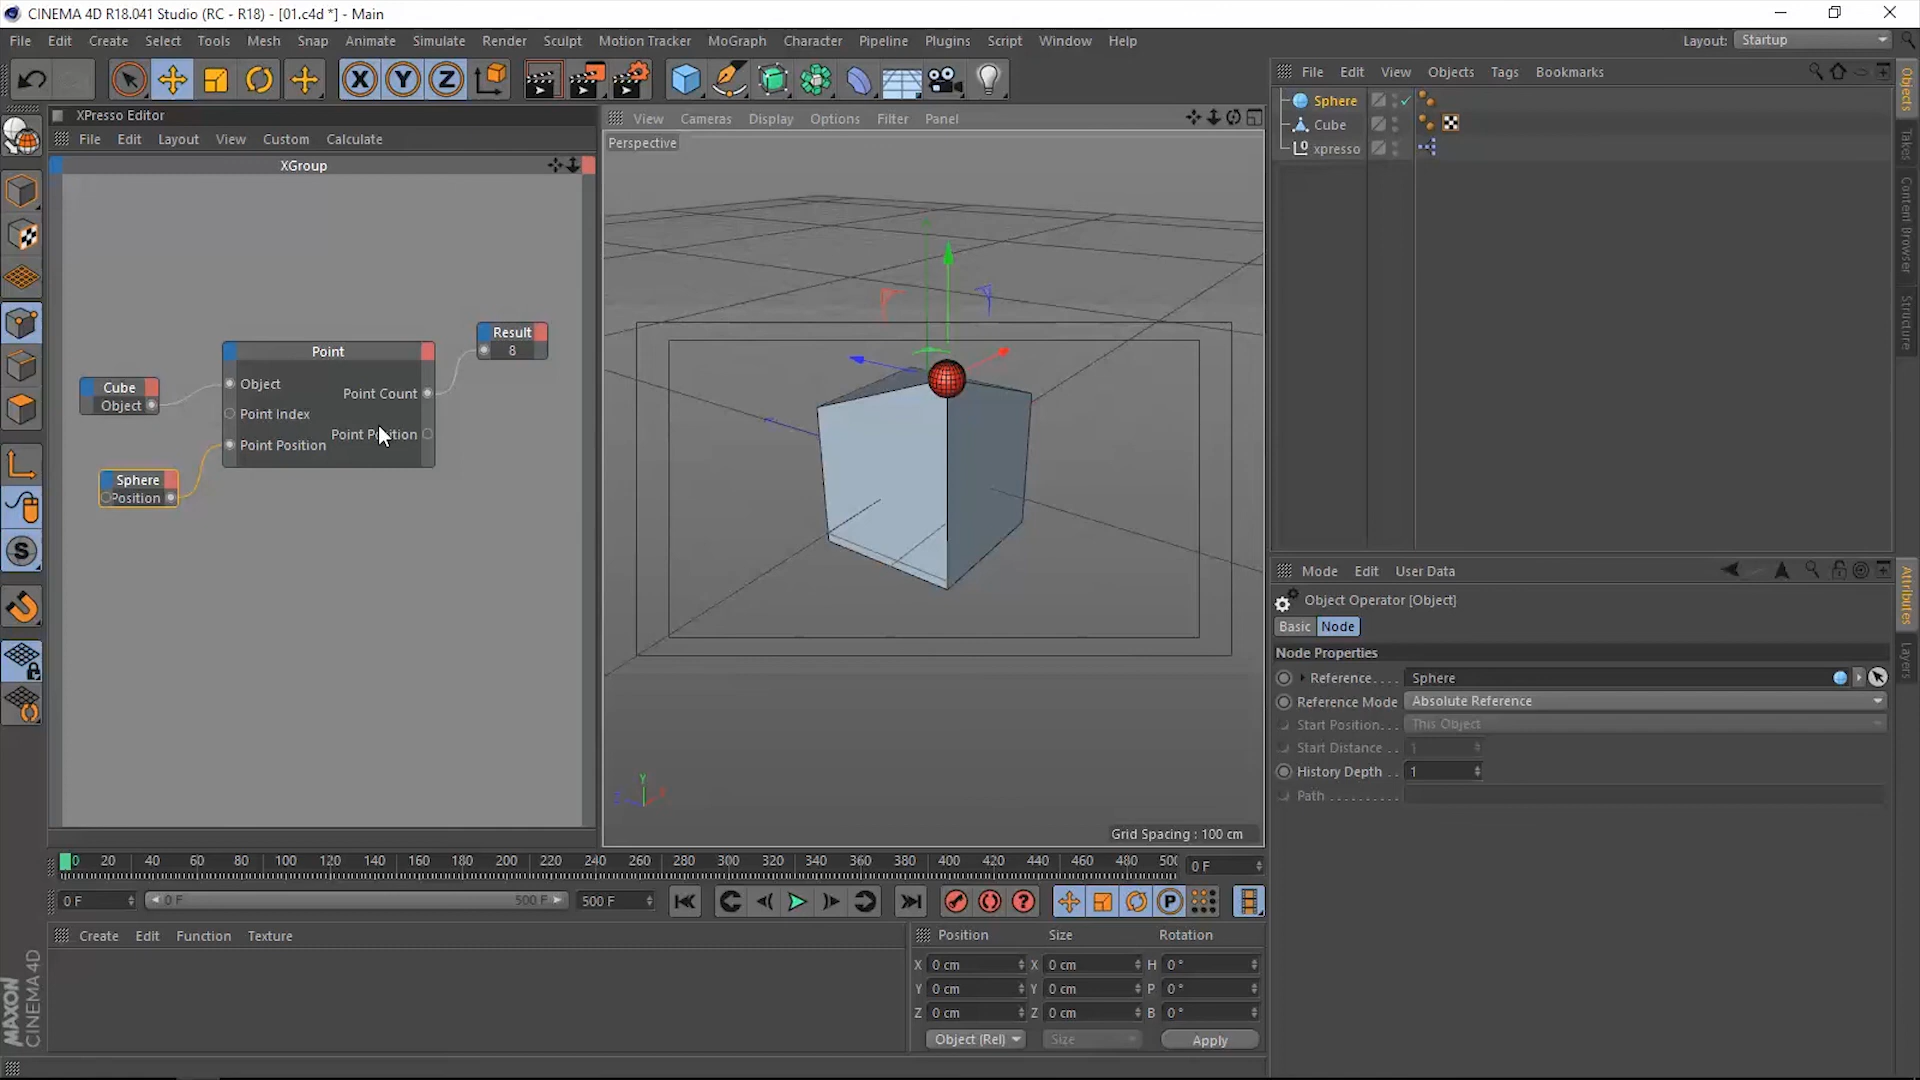 CINEMA 4D R18.041 Studio (RC - R18) - [01.c4d *] - Main
File Edit Create Select Tools Mesh Snap Animate Simulate Render Sculpt Motion Tracker MoGraph Character Pipeline Plugins Script Window Help
Layout: Startup
X Y Z
XPresso Editor
File Edit Layout View Custom Calculate
XGroup
Cube
Object
Sphere
Position
Point
Object
Point Count
Point Index
Point Position
Point Position
Result
8
S
View Cameras Display Options Filter Panel
Perspective
Y
Grid Spacing : 100 cm
File Edit View Objects Tags Bookmarks
Sphere
Cube
xpresso
Objects
Takes
Content Browser
Structure
Mode Edit User Data
Object Operator [Object]
Basic Node
Node Properties
Reference.... Sphere
Reference Mode Absolute Reference
Start Position... This Object
Start Distance .. 1
History Depth .. 1
Path .........
Attributes
Layers
0 20 40 60 80 100 120 140 160 180 200 220 240 260 280 300 320 340 360 380 400 420 440 460 480 500
0 F
0 F 0 F 500 F 500 F
P
Create Edit Function Texture
Position Size Rotation
X 0 cm X 0 cm H 0 °
Y 0 cm Y 0 cm P 0 °
Z 0 cm Z 0 cm B 0 °
Object (Rel) Size Apply
MAXON
CINEMA 4D